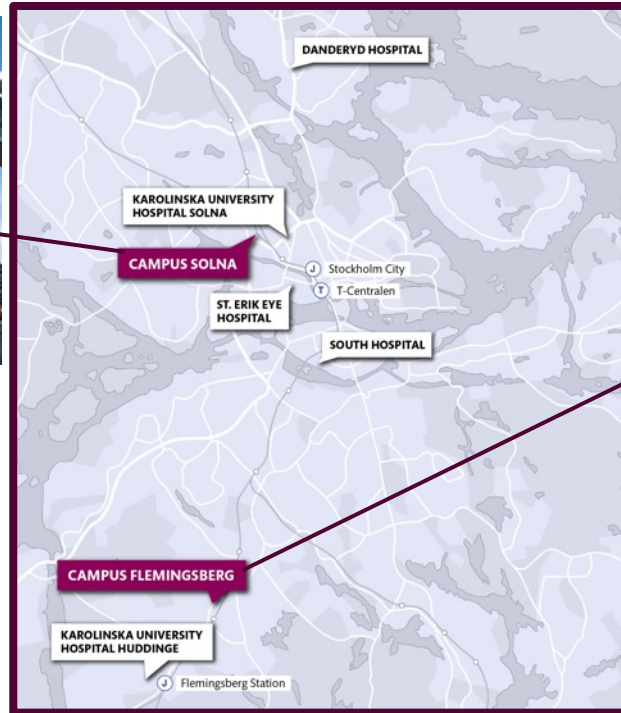 DANDERYD HOSPITAL
KAROLINSKA UNIVERSITY
HOSPITAL SOLNA
CAMPUS SOLNA
J Stockholm City
T T-Centralen
ST. ERIK EYE
HOSPITAL
SOUTH HOSPITAL
CAMPUS FLEMINGSBERG
KAROLINSKA UNIVERSITY
HOSPITAL HUDDINGE
J Flemingsberg Station